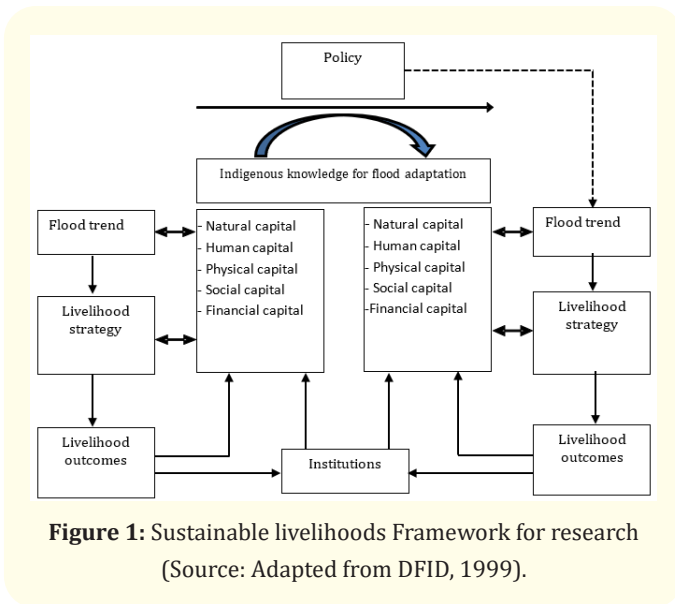 Policy
Indigenous knowledge for flood adaptation
Flood trend
- Natural capital
- Human capital
- Physical capital
- Social capital
- Financial capital
- Natural capital
- Human capital
- Physical capital
- Social capital
-Financial capital
Flood trend
Livelihood
strategy
Livelihood
strategy
Livelihood
outcomes
Institutions
Livelihood
outcomes
Figure 1: Sustainable livelihoods Framework for research
(Source: Adapted from DFID, 1999).